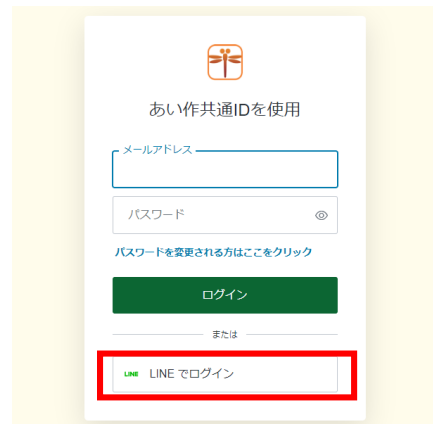 あい作共通IDを使用
メールアドレス
パスワード
パスワードを変更される方はここをクリック
ログイン
または
LINE LINE でログイン